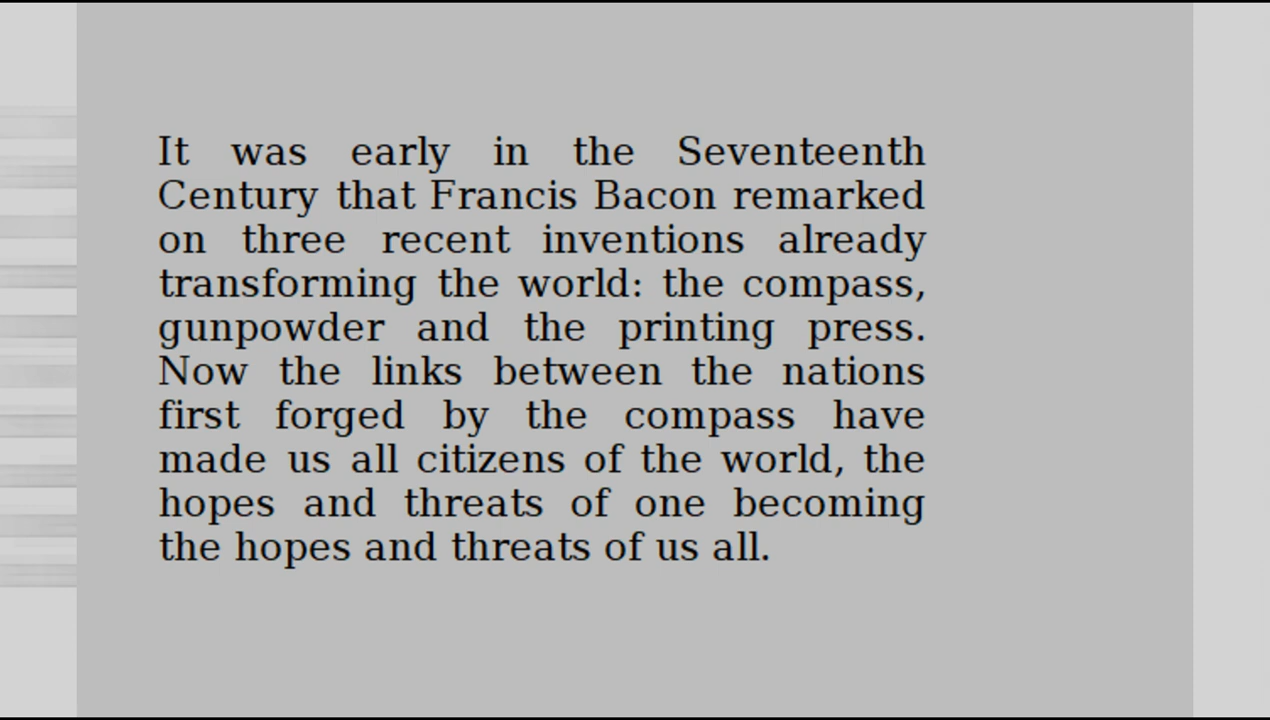 It was early in the Seventeenth
Century that Francis Bacon remarked
on three recent inventions already
transforming the world: the compass,
gunpowder and the printing press.
Now the links between the nations
first forged by the compass have
made us all citizens of the world, the
hopes and threats of one becoming
the hopes and threats of us all.